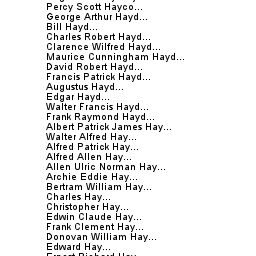 Percy Scott Hayco...
George Arthur Hayd...
Bill Hayd...
Charles Robert Hayd...
Clarence Wilfred Hayd...
Maurice Cunningham Hayd...
David Robert Hayd...
Francis Patrick Hayd...
Augustus Hayd...
Edgar Hayd...
Walter Francis Hayd...
Frank Raymond Hayd...
Albert Patrick James Hay...
Walter Alfred Hay...
Alfred Patrick Hay...
Alfred Allen Hay...
Allen Ulric Norman Hay...
Archie Eddie Hay...
Bertram William Hay...
Charles Hay...
Christopher Hay...
Edwin Claude Hay...
Frank Clement Hay...
Donovan William Hay...
Edward Hay...
Ernest Richard Hay...